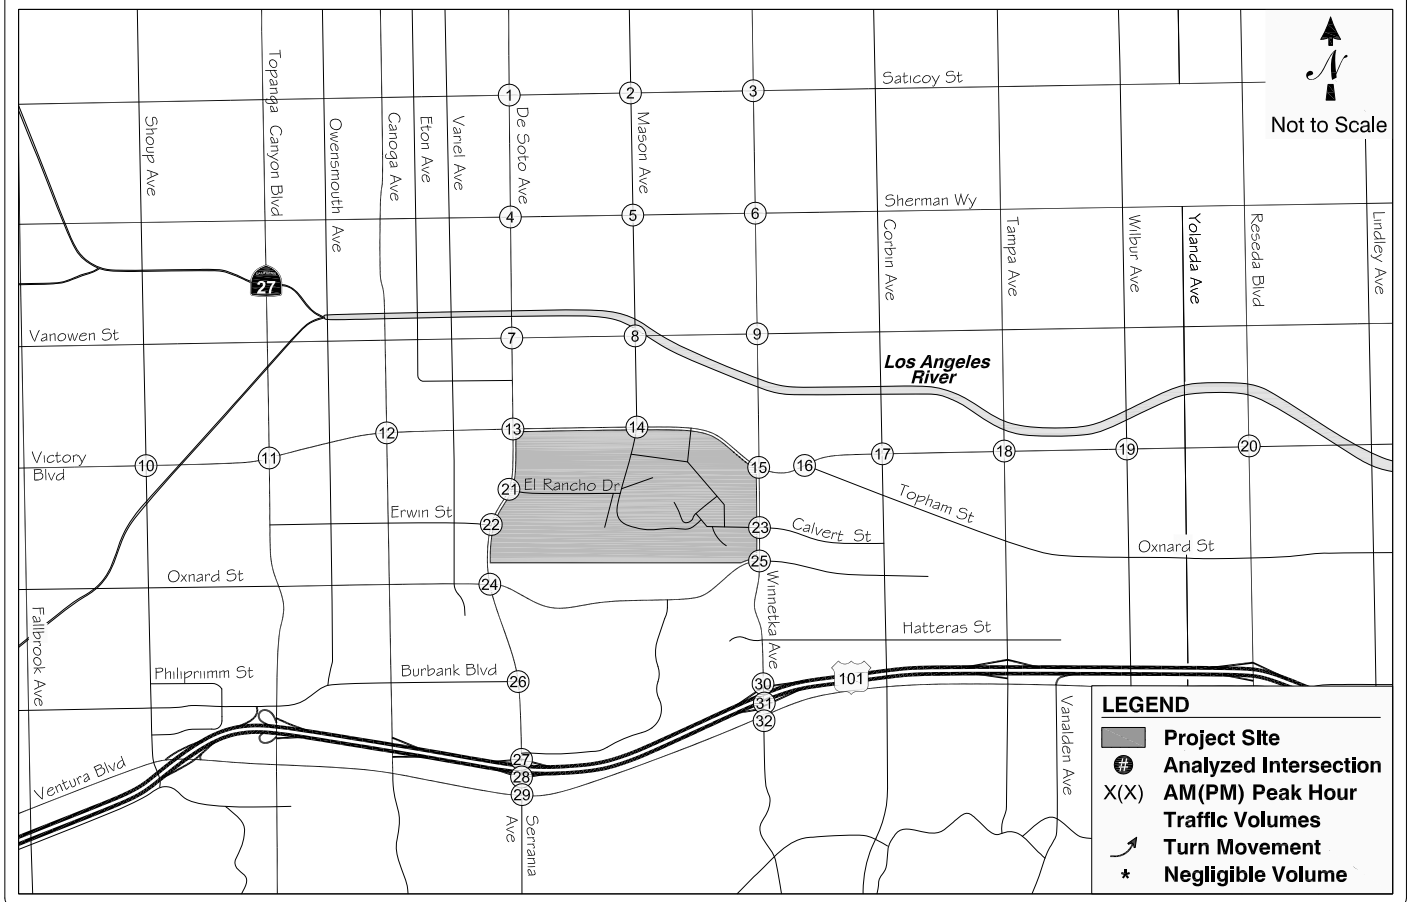 Saticoy St
N
Not to Scale
1
2
3
Topanga Canyon Blvd
Shoup Ave
Owensmouth Ave
Canoga Ave
Eton Ave
Variel Ave
De Soto Ave
Mason Ave
Sherman Wy
4
5
6
Corbin Ave
Tampa Ave
Wilbur Ave
Yolanda Ave
Reseda Blvd
Lindley Ave
CALIFORNIA
27
Vanowen St
7
8
9
Los Angeles
River
Victory
Blvd
10
11
12
13
14
15
16
17
18
19
20
21
El Rancho Dr
Topham St
Erwin St
22
23
Calvert St
Oxnard St
25
Oxnard St
24
Winnetka Ave
Fallbrook Ave
Hatteras St
Philiprimm St
Burbank Blvd
26
30
31
32
101
Vanalden Ave
Ventura Blvd
27
28
29
Serrania
Ave
LEGEND
Project Site
# Analyzed Intersection
X(X) AM(PM) Peak Hour
Traffic Volumes
Turn Movement
* Negligible Volume